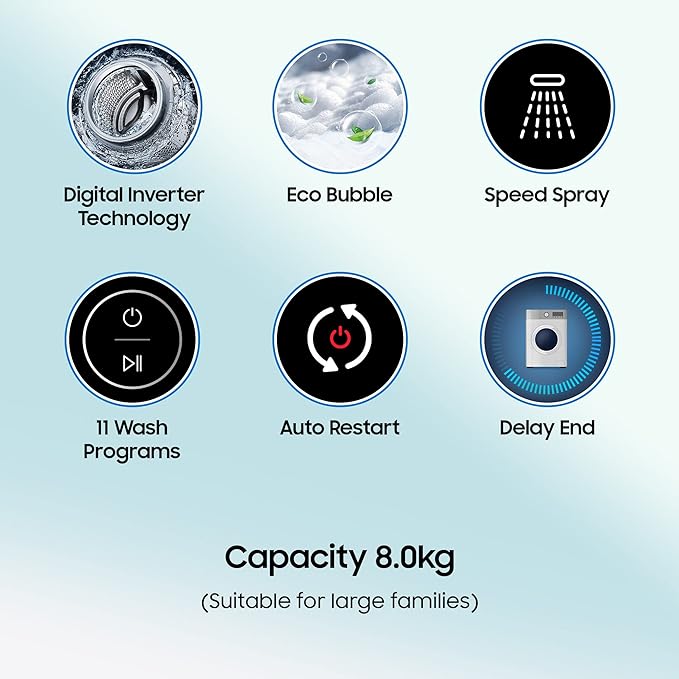 Digital Inverter
Technology
Eco Bubble
Speed Spray
11 Wash
Programs
Auto Restart
Delay End
Capacity 8.0kg
(Suitable for large families)